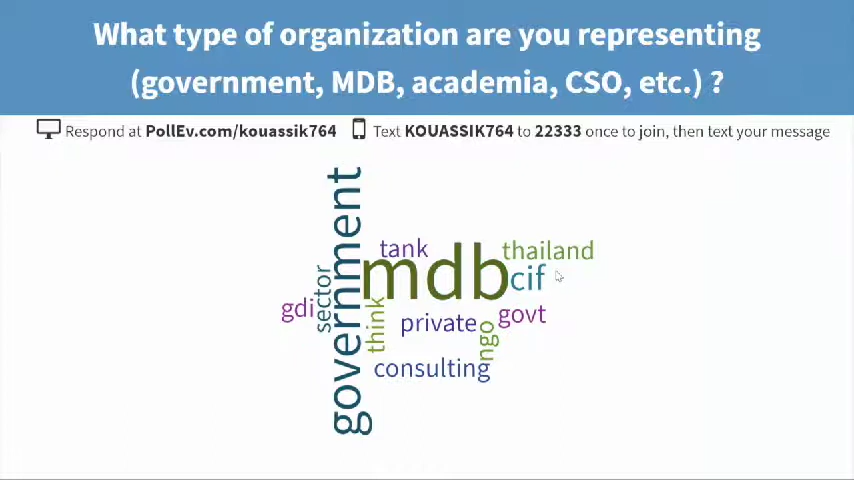 What type of organization are you representing
(government, MDB, academia, CSO, etc.) ?
Respond at PollEv.com/kouassik764 Text KOUASSIK764 to 22333 once to join, then text your message
government
tank
thailand
mdb
cif
sector
gdi
think
private
govt
ngo
consulting